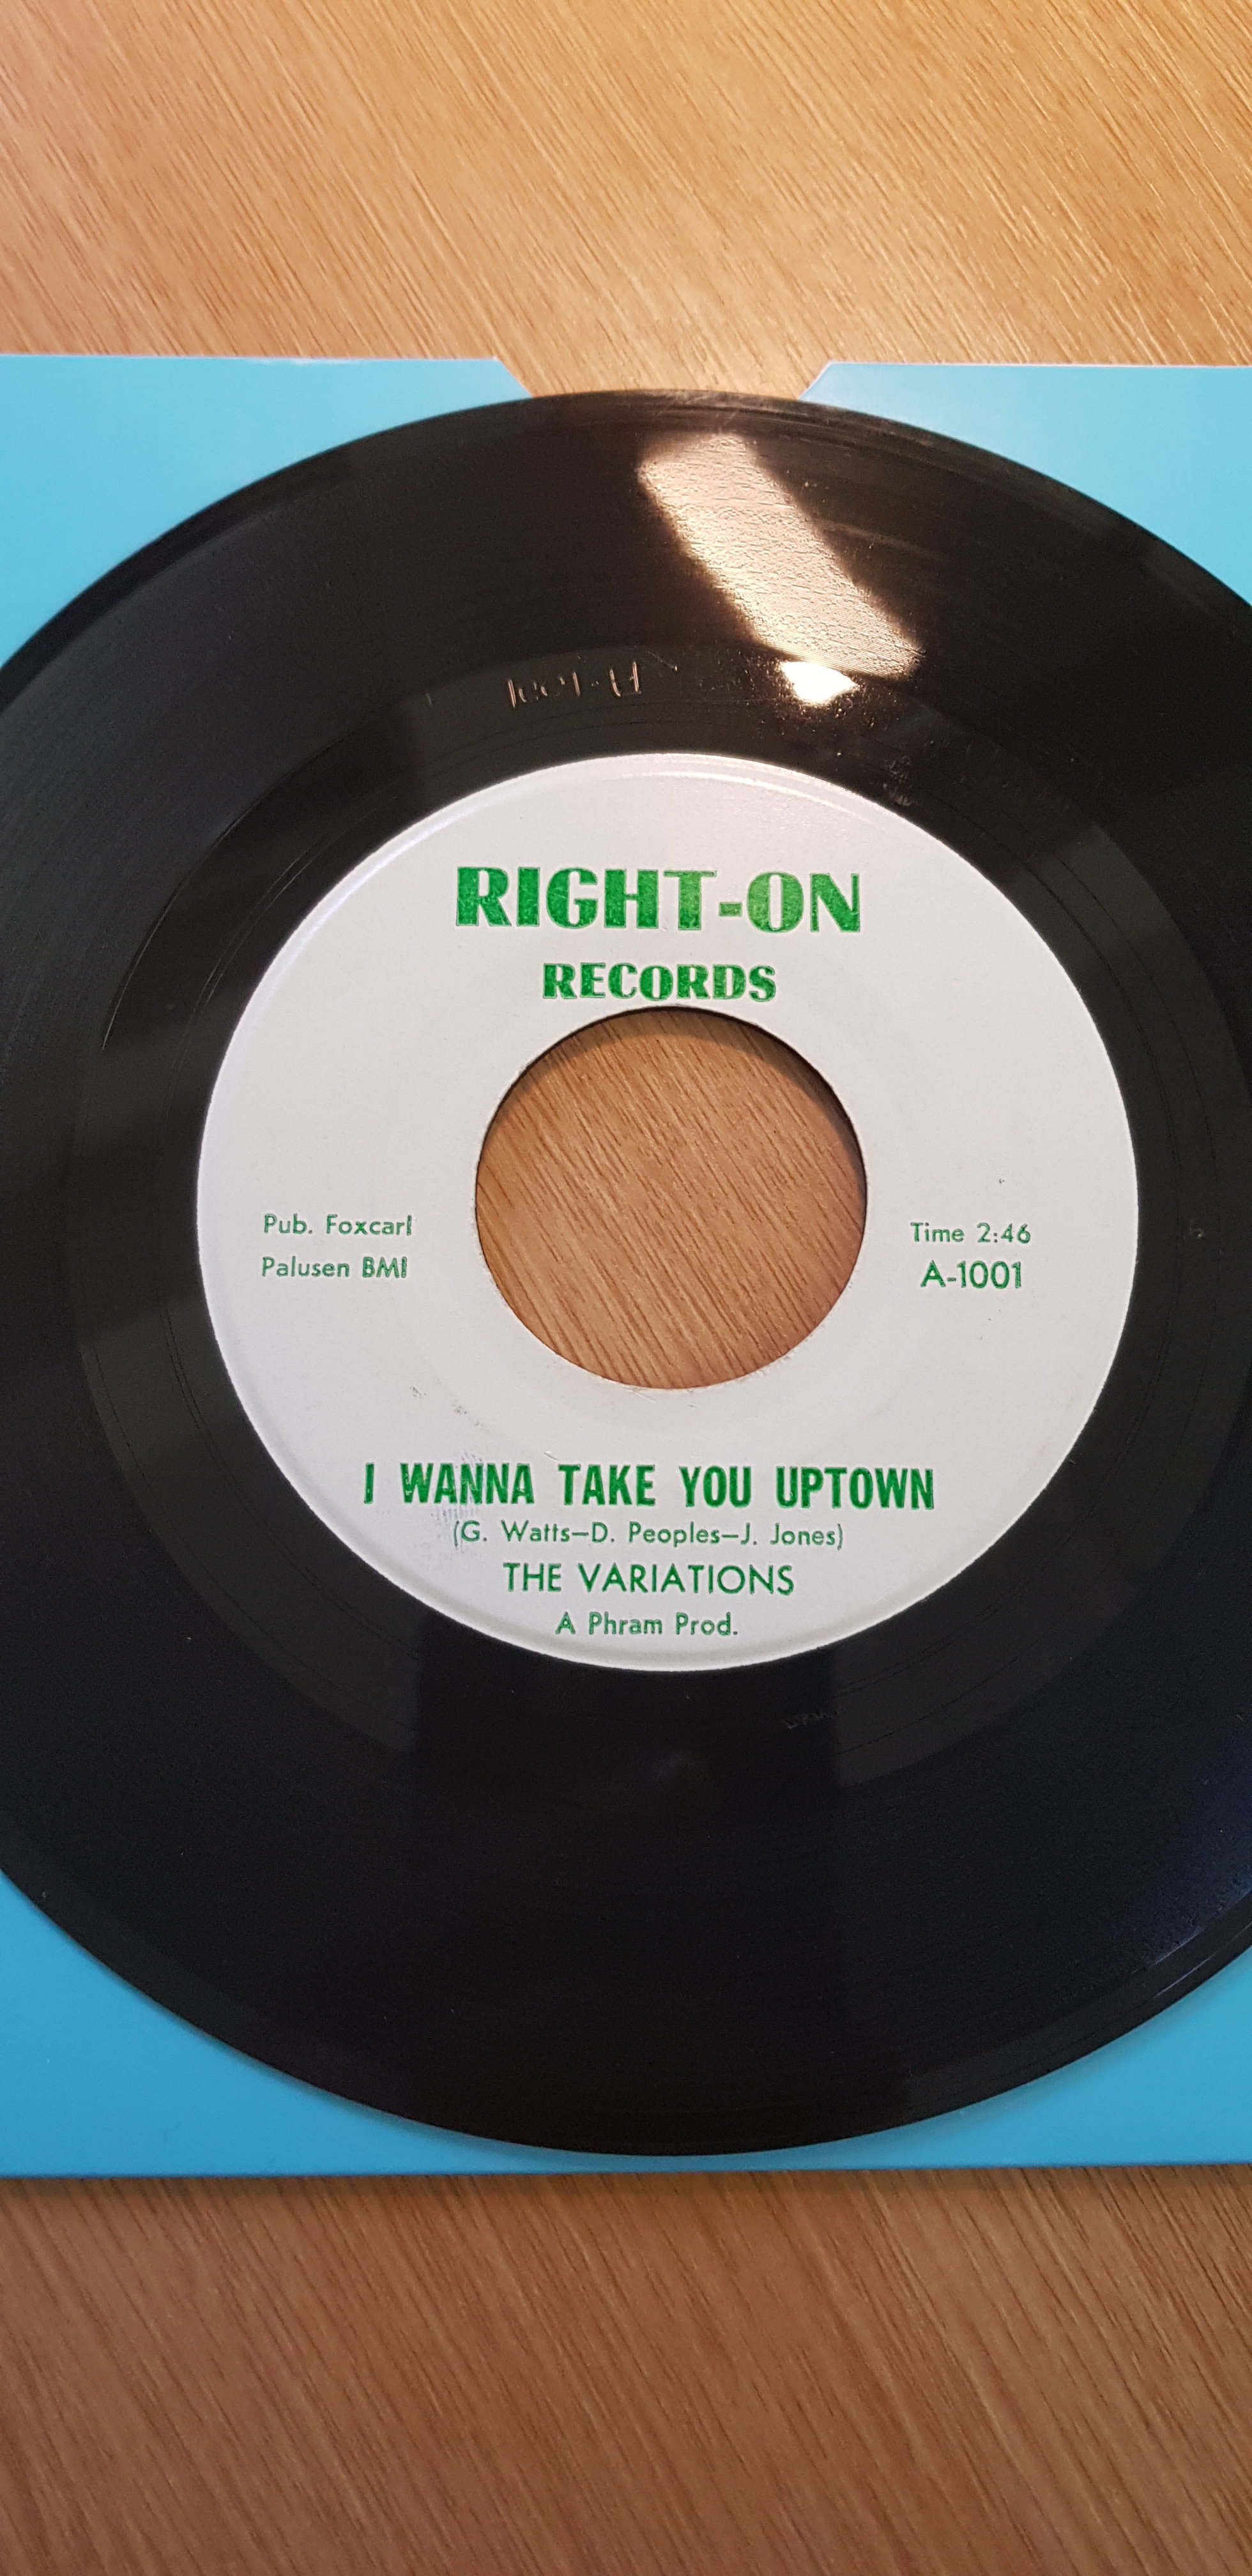 A-1001
RIGHT-ON
RECORDS
Pub. Foxcarl
Palusen BMI
Time 2:46
A-1001
I WANNA TAKE YOU UPTOWN
(G. Watts—D. Peoples—J. Jones)
THE VARIATIONS
A Phram Prod.